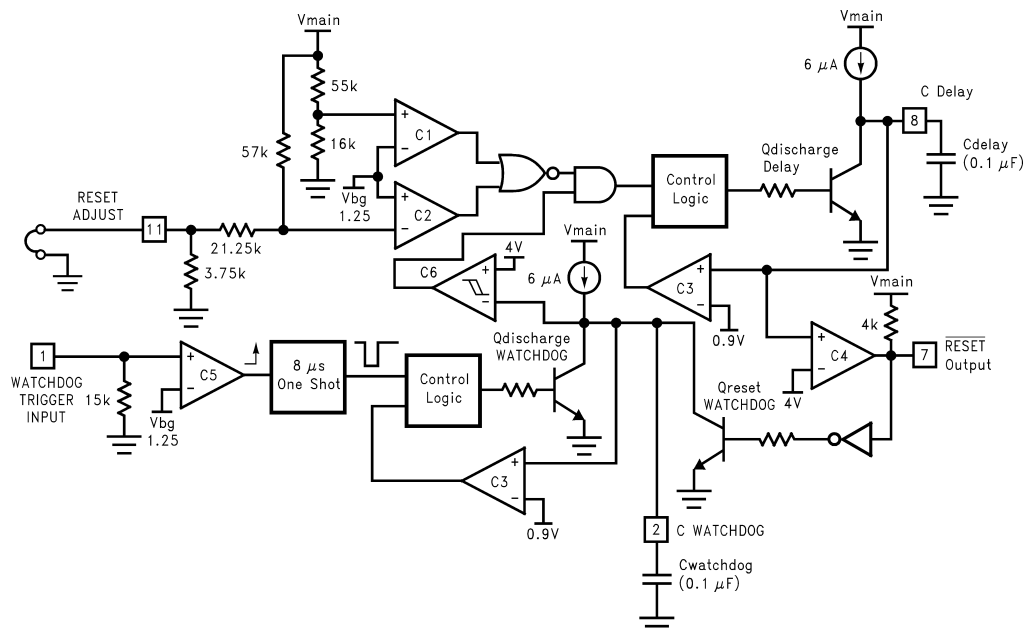 Vmain
55k
16k
57k
Vbg
1.25
+
−
C1
+
−
C2
RESET
ADJUST
11
21.25k
3.75k
Control
Logic
Qdischarge
Delay
Vmain
6 μA
C Delay
8
Cdelay
(0.1 μF)
C6
+
−
4V
Vmain
6 μA
C3
+
−
0.9V
Vmain
4k
C4
+
−
4V
7
RESET
Output
1
WATCHDOG
TRIGGER
INPUT
15k
+
−
C5
Vbg
1.25
8 μs
One Shot
Control
Logic
Qdischarge
WATCHDOG
Qreset
WATCHDOG
C3
+
−
0.9V
2
C WATCHDOG
Cwatchdog
(0.1 μF)